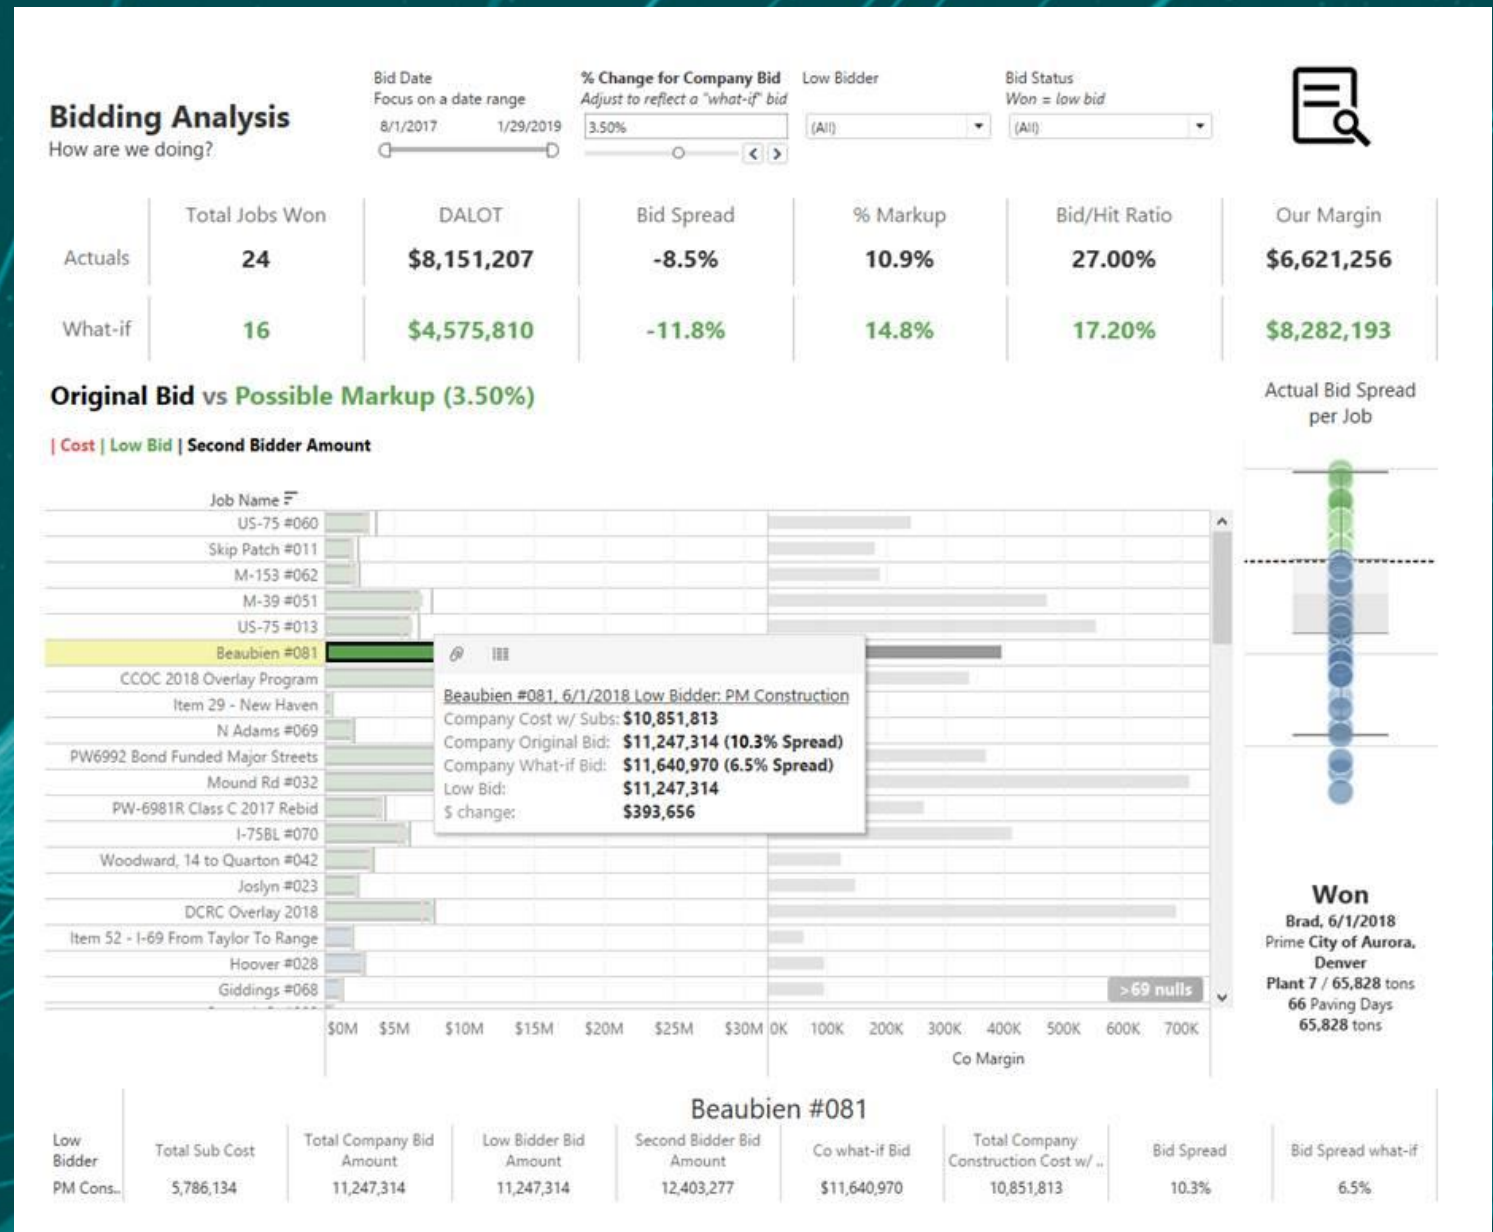 Bidding Analysis
How are we doing?
Bid Date
Focus on a date range
8/1/2017 1/29/2019
% Change for Company Bid
Adjust to reflect a "what-if" bid
3.50%
Low Bidder
(All)
Bid Status
Won = low bid
(All)
Total Jobs Won DALOT Bid Spread % Markup Bid/Hit Ratio Our Margin
Actuals 24 $8,151,207 -8.5% 10.9% 27.00% $6,621,256
What-if 16 $4,575,810 -11.8% 14.8% 17.20% $8,282,193
Original Bid vs Possible Markup (3.50%)
| Cost | Low Bid | Second Bidder Amount
Actual Bid Spread
per Job
Job Name
US-75 #060
Skip Patch #011
M-153 #062
M-39 #051
US-75 #013
Beaubien #081
CCOC 2018 Overlay Program
Item 29 - New Haven
N Adams #069
PW6992 Bond Funded Major Streets
Mound Rd #032
PW-6981R Class C 2017 Rebid
I-75BL #070
Woodward, 14 to Quarton #042
Joslyn #023
DCRC Overlay 2018
Item 52 - I-69 From Taylor To Range
Hoover #028
Giddings #068
Beaubien #081, 6/1/2018 Low Bidder: PM Construction
Company Cost w/ Subs: $10,851,813
Company Original Bid: $11,247,314 (10.3% Spread)
Company What-if Bid: $11,640,970 (6.5% Spread)
Low Bid: $11,247,314
$ change: $393,656
>69 nulls
$0M $5M $10M $15M $20M $25M $30M 0K 100K 200K 300K 400K 500K 600K 700K
Co Margin
Won
Brad, 6/1/2018
Prime City of Aurora,
Denver
Plant 7 / 65,828 tons
66 Paving Days
65,828 tons
Beaubien #081
Low
Bidder
Total Sub Cost
Total Company Bid
Amount
Low Bidder Bid
Amount
Second Bidder Bid
Amount
Co what-if Bid
Total Company
Construction Cost w/ ..
Bid Spread
Bid Spread what-if
PM Cons.. 5,786,134 11,247,314 11,247,314 12,403,277 $11,640,970 10,851,813 10.3% 6.5%